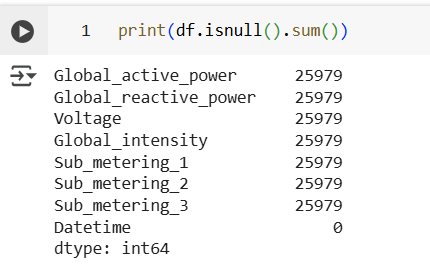 1 print(df.isnull().sum())
Global_active_power 25979
Global_reactive_power 25979
Voltage 25979
Global_intensity 25979
Sub_metering_1 25979
Sub_metering_2 25979
Sub_metering_3 25979
Datetime 0
dtype: int64